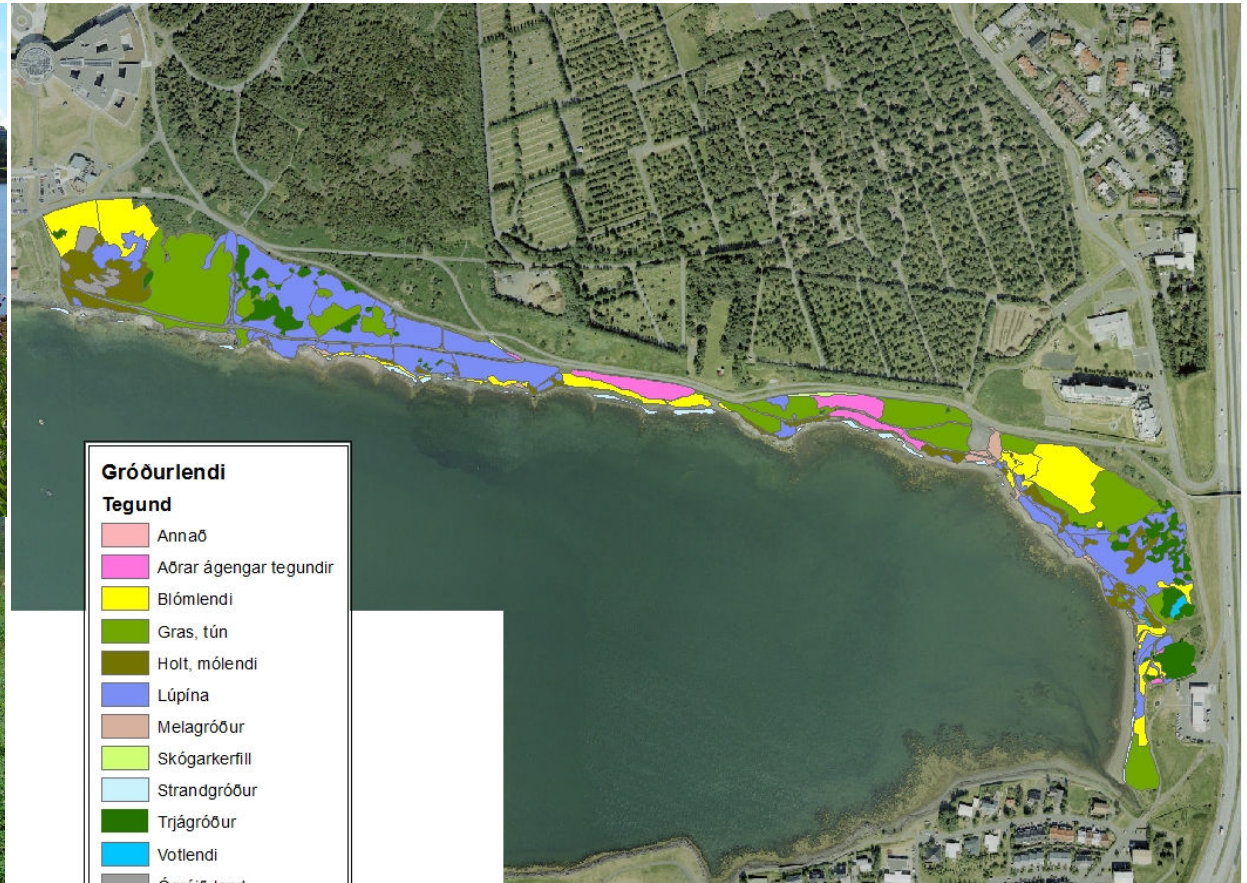 Gróðurlendi
Tegund
Annað
Aðrar ágengar tegundir
Blómlendi
Gras, tún
Holt, mólendi
Lúpína
Melagróður
Skógarkerfill
Strandgróður
Trjágróður
Votlendi